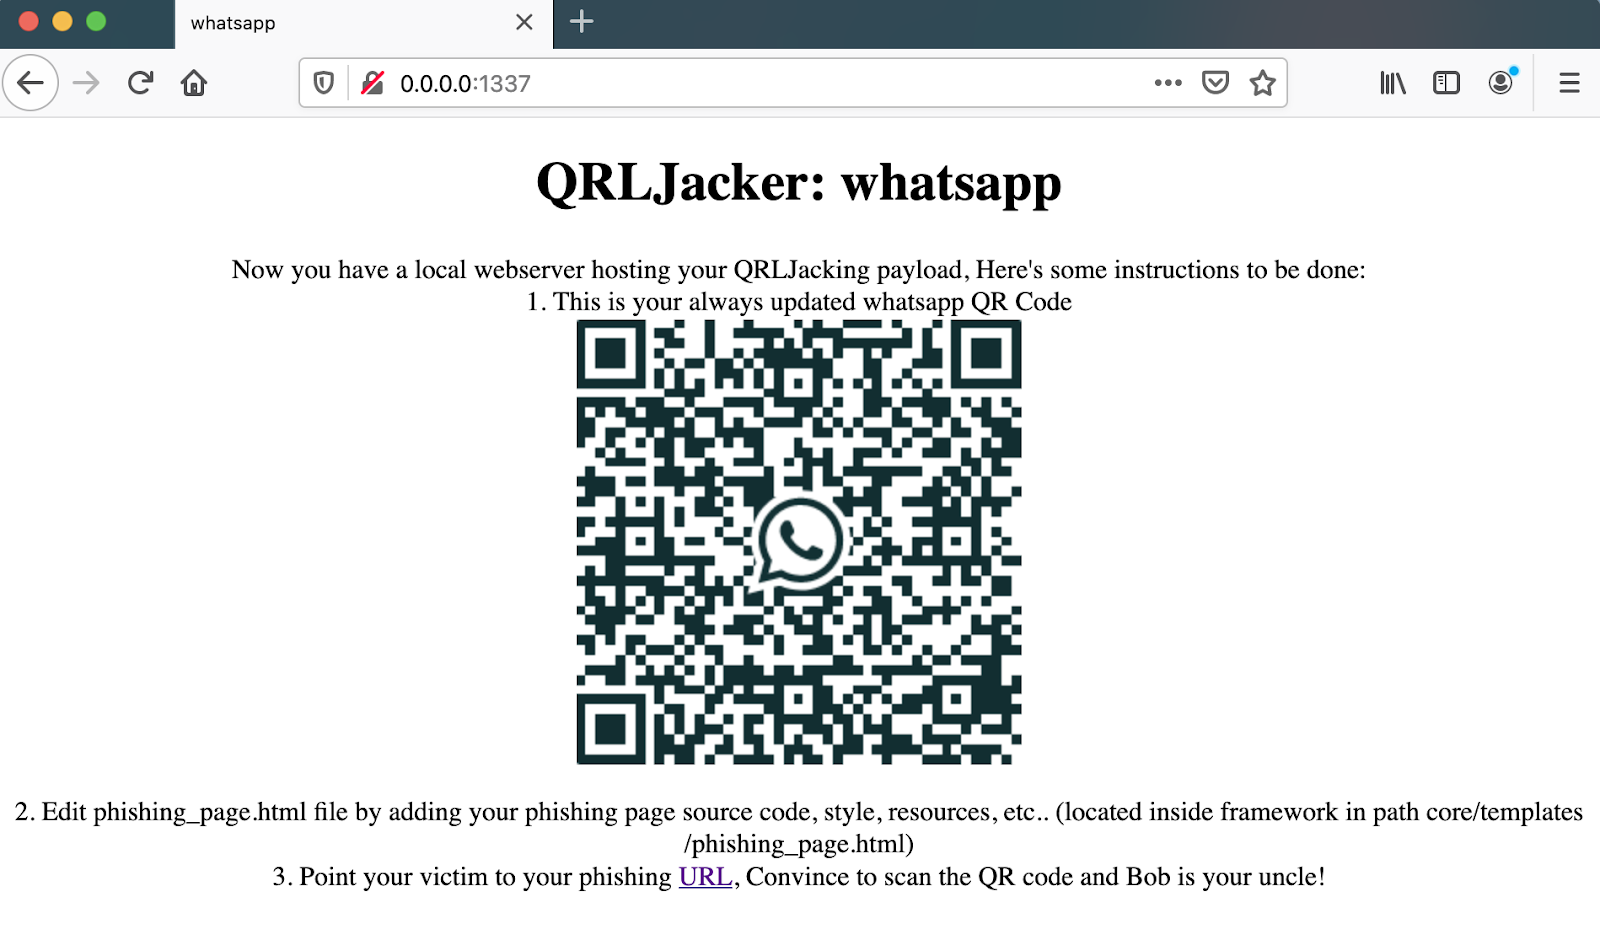 whatsapp
0.0.0.0:1337
QRLJacker: whatsapp
Now you have a local webserver hosting your QRLJacking payload, Here's some instructions to be done:
1. This is your always updated whatsapp QR Code
2. Edit phishing_page.html file by adding your phishing page source code, style, resources, etc.. (located inside framework in path core/templates
/phishing_page.html)
3. Point your victim to your phishing URL, Convince to scan the QR code and Bob is your uncle!